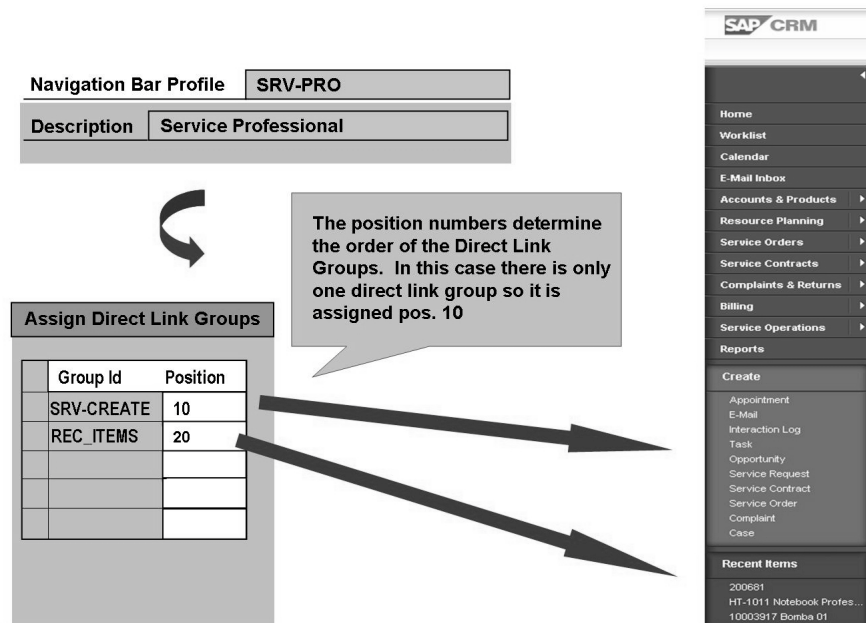 SAP CRM
Navigation Bar Profile SRV-PRO
Description Service Professional
The position numbers determine
the order of the Direct Link
Groups. In this case there is only
one direct link group so it is
assigned pos. 10
Assign Direct Link Groups
Group Id Position
SRV-CREATE 10
REC_ITEMS 20
Home
Worklist
Calendar
E-Mail Inbox
Accounts & Products
Resource Planning
Service Orders
Service Contracts
Complaints & Returns
Billing
Service Operations
Reports
Create
Appointment
E-Mail
Interaction Log
Task
Opportunity
Service Request
Service Contract
Service Order
Complaint
Case
Recent Items
200681
HT-1011 Notebook Profes...
10003917 Bomba 01